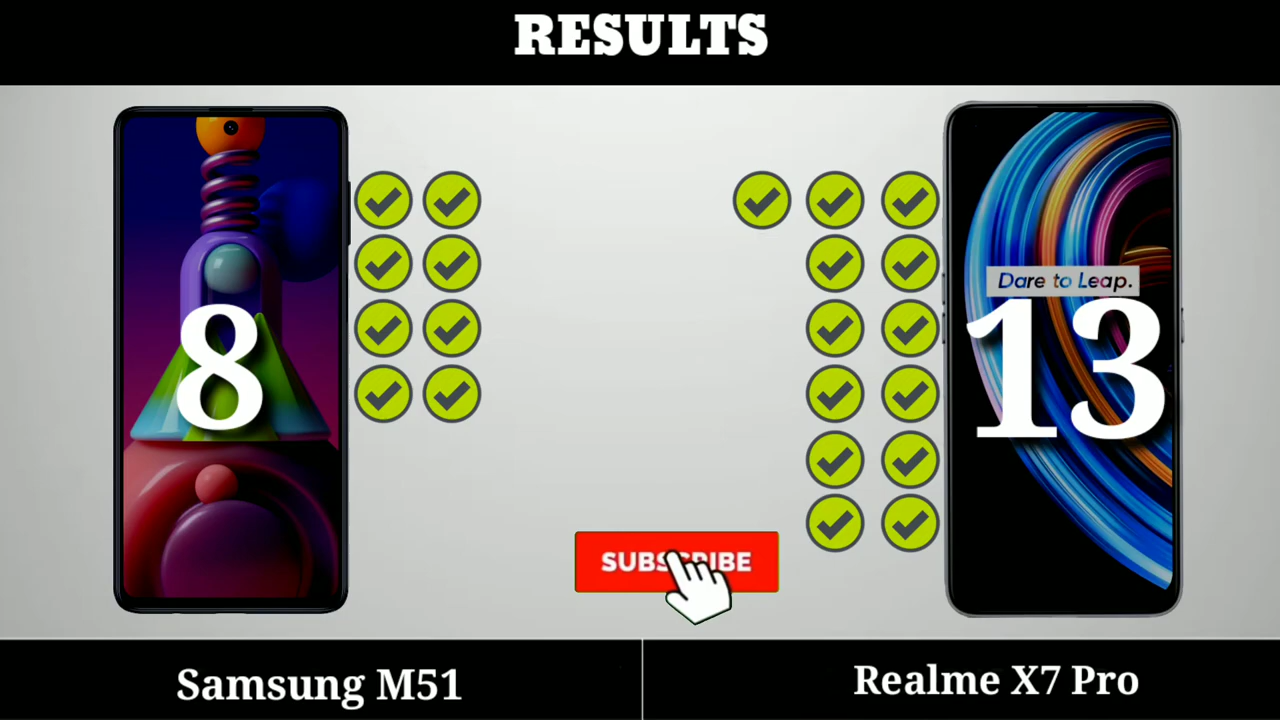 RESULTS
Dare to Leap.
8
13
SUBSCRIBE
Samsung M51
Realme X7 Pro